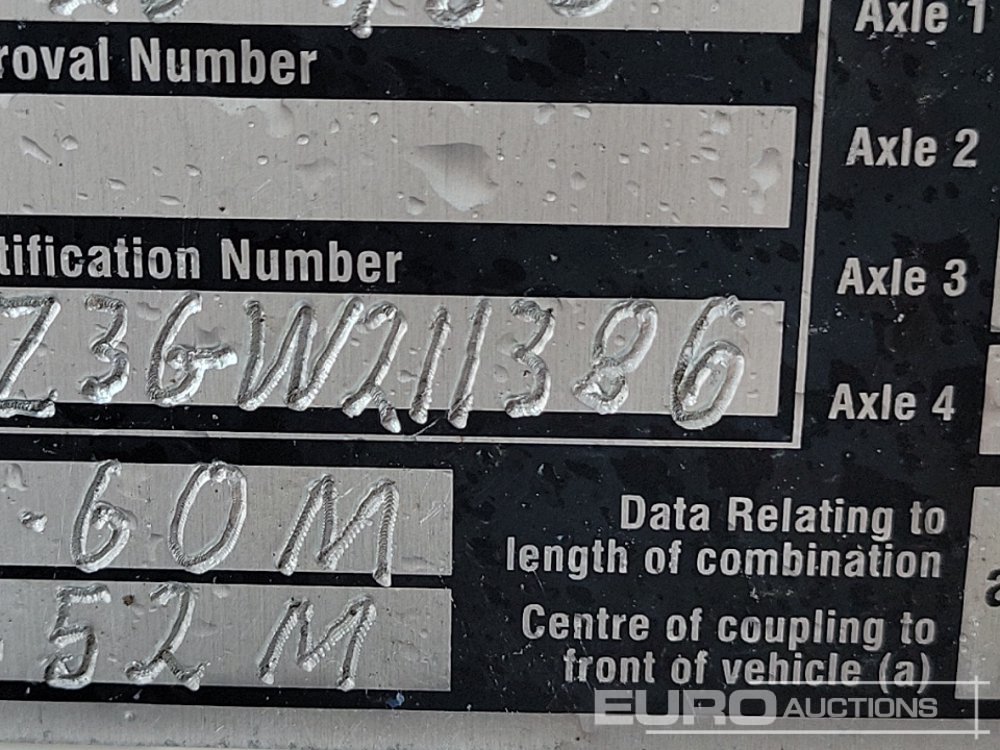 Axle 1
roval Number
Axle 2
tification Number
Axle 3
Z3GW211386
Axle 4
.60M
Data Relating to
length of combination
.52M
Centre of coupling to
front of vehicle (a)
a
EURO AUCTIONS